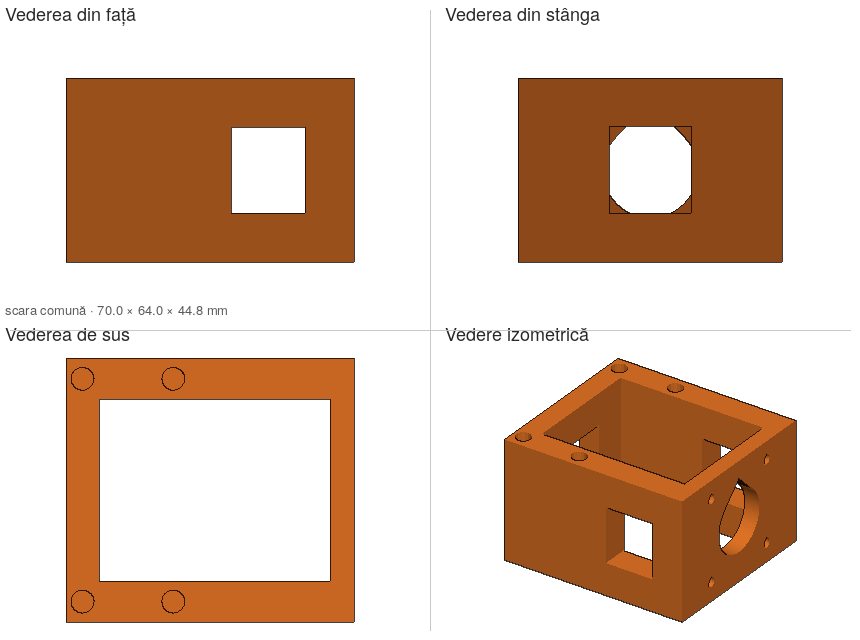 Vederea din față
Vederea din stânga
scara comună · 70.0 × 64.0 × 44.8 mm
Vederea de sus
Vedere izometrică